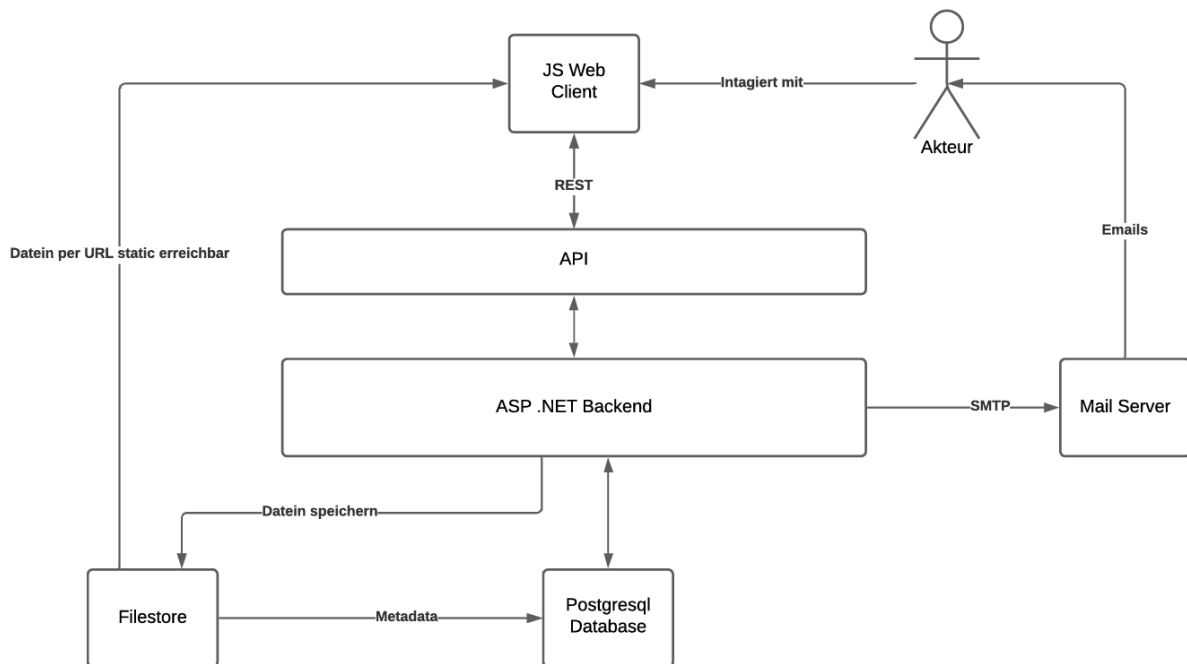 JS Web
Client
Intagiert mit
Akteur
REST
Emails
Datein per URL static erreichbar
API
ASP .NET Backend
SMTP
Mail Server
Datein speichern
Filestore
Metadata
Postgresql
Database